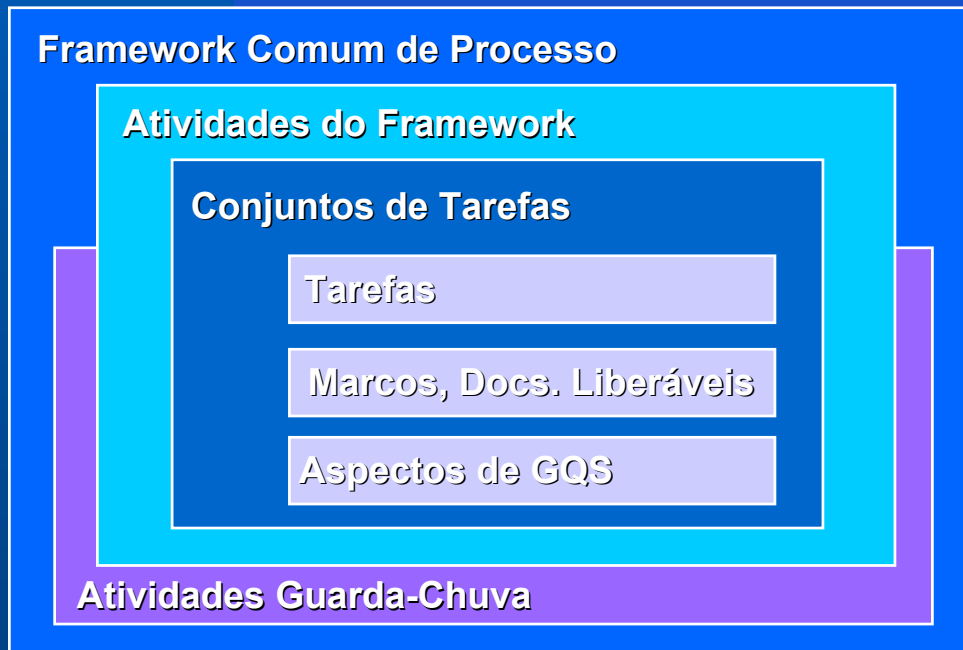 Framework Comum de Processo
Atividades do Framework
Conjuntos de Tarefas
Tarefas
Marcos, Docs. Liberáveis
Aspectos de GQS
Atividades Guarda-Chuva